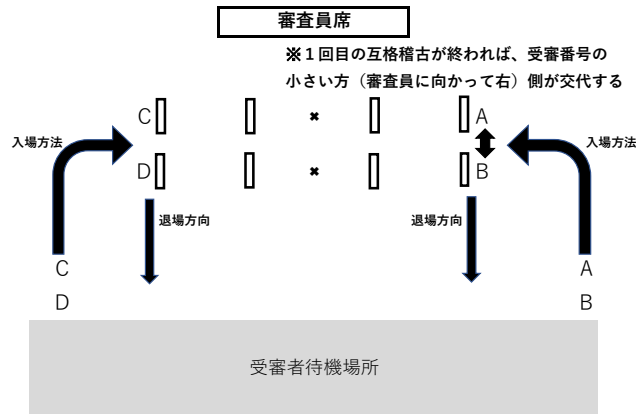 審査員席
※１回目の互格稽古が終われば、受審番号の
小さい方（審査員に向かって右）側が交代する
C
A
入場方法
入場方法
D
B
退場方向
退場方向
C
A
D
B
受審者待機場所